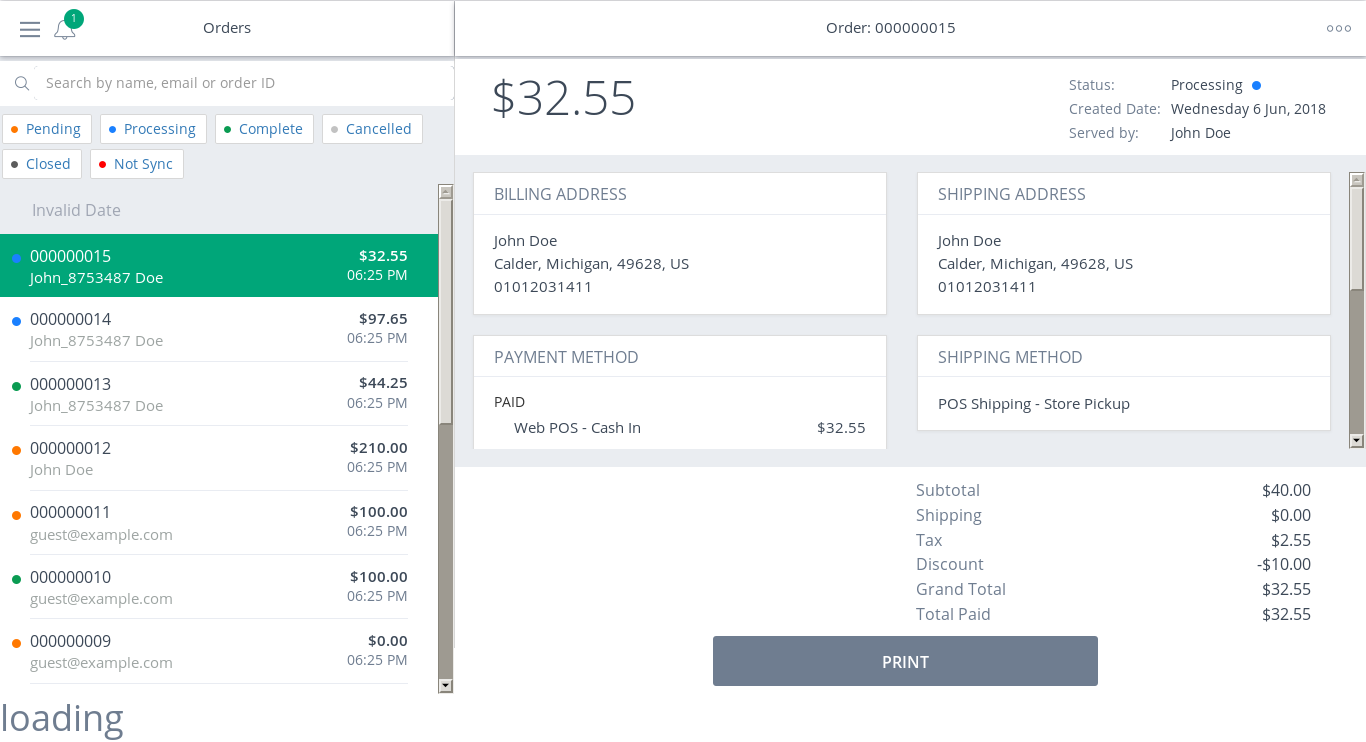 1
Orders
Order: 000000015
Search by name, email or order ID
Pending
Processing
Complete
Cancelled
Closed
Not Sync
Invalid Date
000000015 $32.55
John_8753487 Doe 06:25 PM
000000014 $97.65
John_8753487 Doe 06:25 PM
000000013 $44.25
John_8753487 Doe 06:25 PM
000000012 $210.00
John Doe 06:25 PM
000000011 $100.00
guest@example.com 06:25 PM
000000010 $100.00
guest@example.com 06:25 PM
000000009 $0.00
guest@example.com 06:25 PM
loading
$32.55
Status: Processing
Created Date: Wednesday 6 Jun, 2018
Served by: John Doe
BILLING ADDRESS
John Doe
Calder, Michigan, 49628, US
01012031411
SHIPPING ADDRESS
John Doe
Calder, Michigan, 49628, US
01012031411
PAYMENT METHOD
PAID
Web POS - Cash In $32.55
SHIPPING METHOD
POS Shipping - Store Pickup
Subtotal $40.00
Shipping $0.00
Tax $2.55
Discount -$10.00
Grand Total $32.55
Total Paid $32.55
PRINT